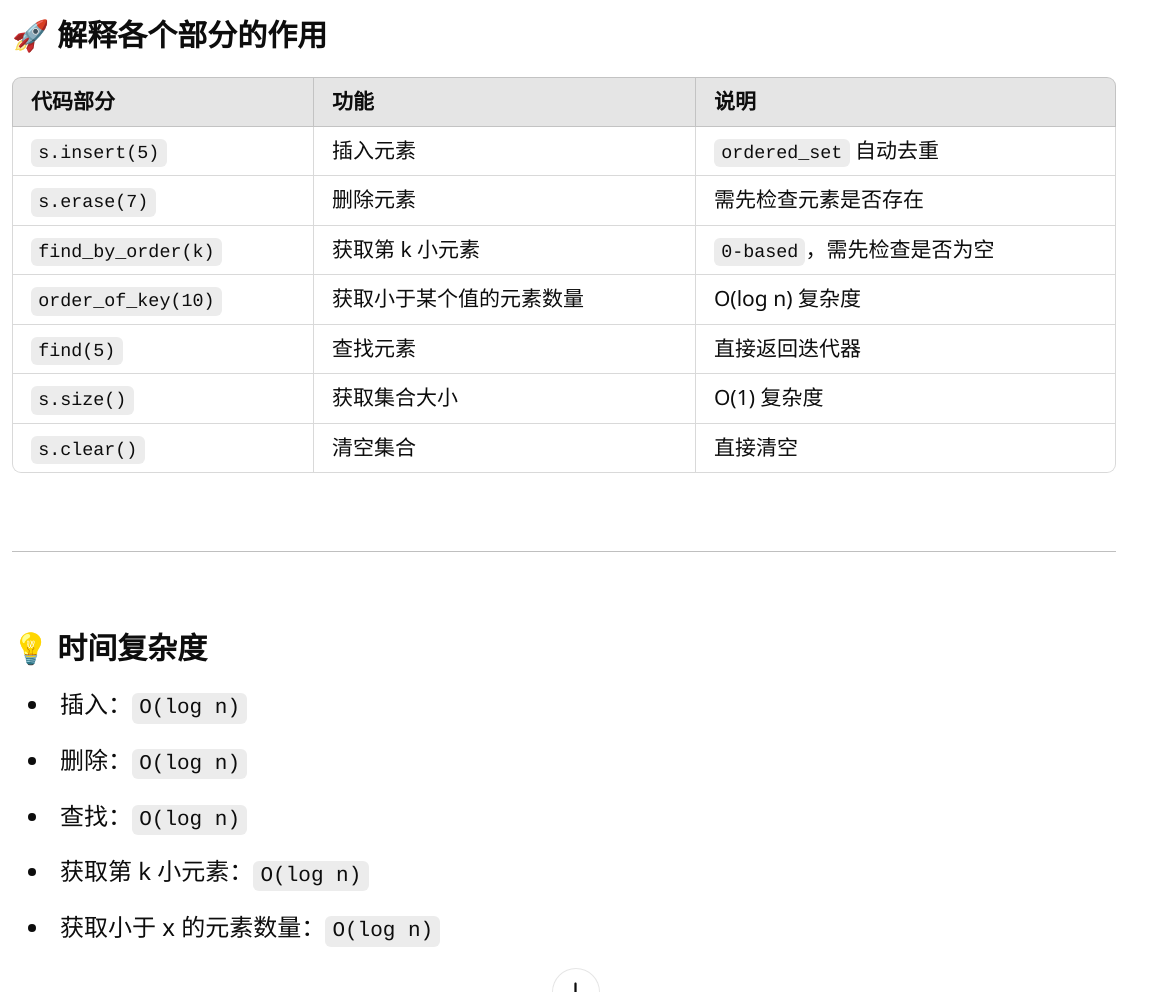 🚀 解释各个部分的作用
代码部分 功能 说明
s.insert(5) 插入元素 ordered_set 自动去重
s.erase(7) 删除元素 需先检查元素是否存在
find_by_order(k) 获取第 k 小元素 0-based，需先检查是否为空
order_of_key(10) 获取小于某个值的元素数量 O(log n) 复杂度
find(5) 查找元素 直接返回迭代器
s.size() 获取集合大小 O(1) 复杂度
s.clear() 清空集合 直接清空
💡 时间复杂度
• 插入：O(log n)
• 删除：O(log n)
• 查找：O(log n)
• 获取第 k 小元素：O(log n)
• 获取小于 x 的元素数量：O(log n)